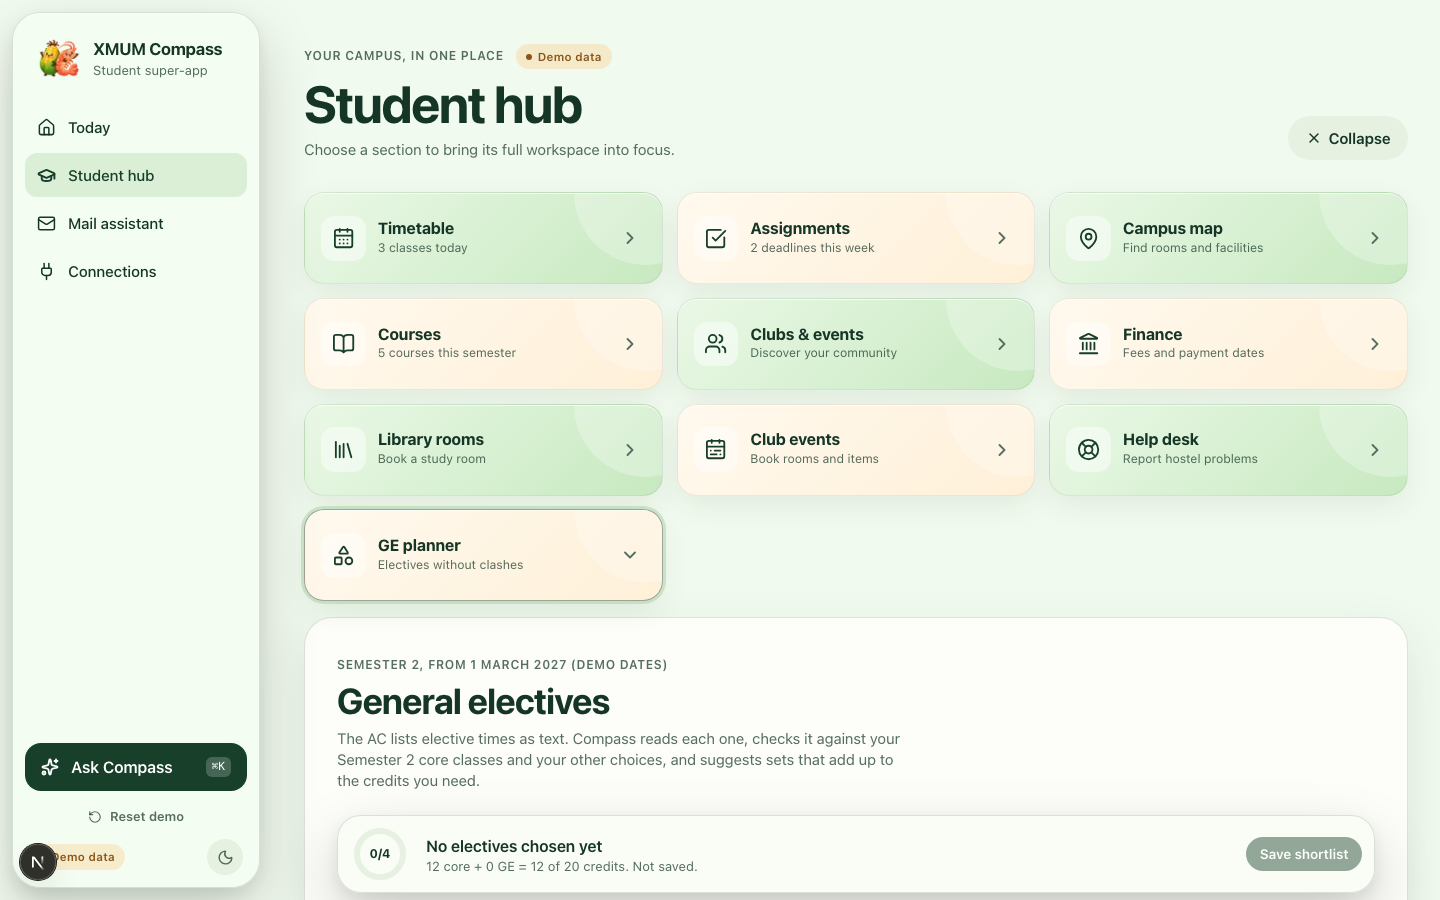 XMUM Compass
Student super-app
Today
Student hub
Mail assistant
Connections
Ask Compass ⌘K
Reset demo
Demo data
N
YOUR CAMPUS, IN ONE PLACE
Demo data
Student hub
Choose a section to bring its full workspace into focus.
Collapse
Timetable
3 classes today
Assignments
2 deadlines this week
Campus map
Find rooms and facilities
Courses
5 courses this semester
Clubs & events
Discover your community
Finance
Fees and payment dates
Library rooms
Book a study room
Club events
Book rooms and items
Help desk
Report hostel problems
GE planner
Electives without clashes
SEMESTER 2, FROM 1 MARCH 2027 (DEMO DATES)
General electives
The AC lists elective times as text. Compass reads each one, checks it against your
Semester 2 core classes and your other choices, and suggests sets that add up to
the credits you need.
0/4
No electives chosen yet
12 core + 0 GE = 12 of 20 credits. Not saved.
Save shortlist